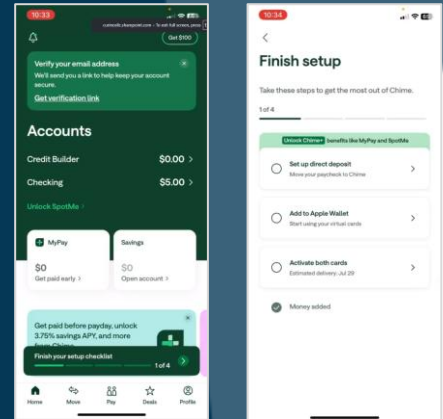 10:33
Get $100
Verify your email address
We'll send you a link to help keep your account
secure.
Get verification link
Accounts
Credit Builder $0.00 >
Checking $5.00 >
Unlock SpotMe >
MyPay
$0
Get paid early >
Savings
$0
Open account >
Get paid before payday, unlock
3.75% savings APY, and more
Finish your setup checklist
1 of 4
Home Move Pay Deals Profile
10:34
Finish setup
Take these steps to get the most out of Chime.
1 of 4
Unlock Chime+ benefits like MyPay and SpotMe
Set up direct deposit
Move your paycheck to Chime
Add to Apple Wallet
Start using your virtual cards
Activate both cards
Estimated delivery: Jul 29
Money added